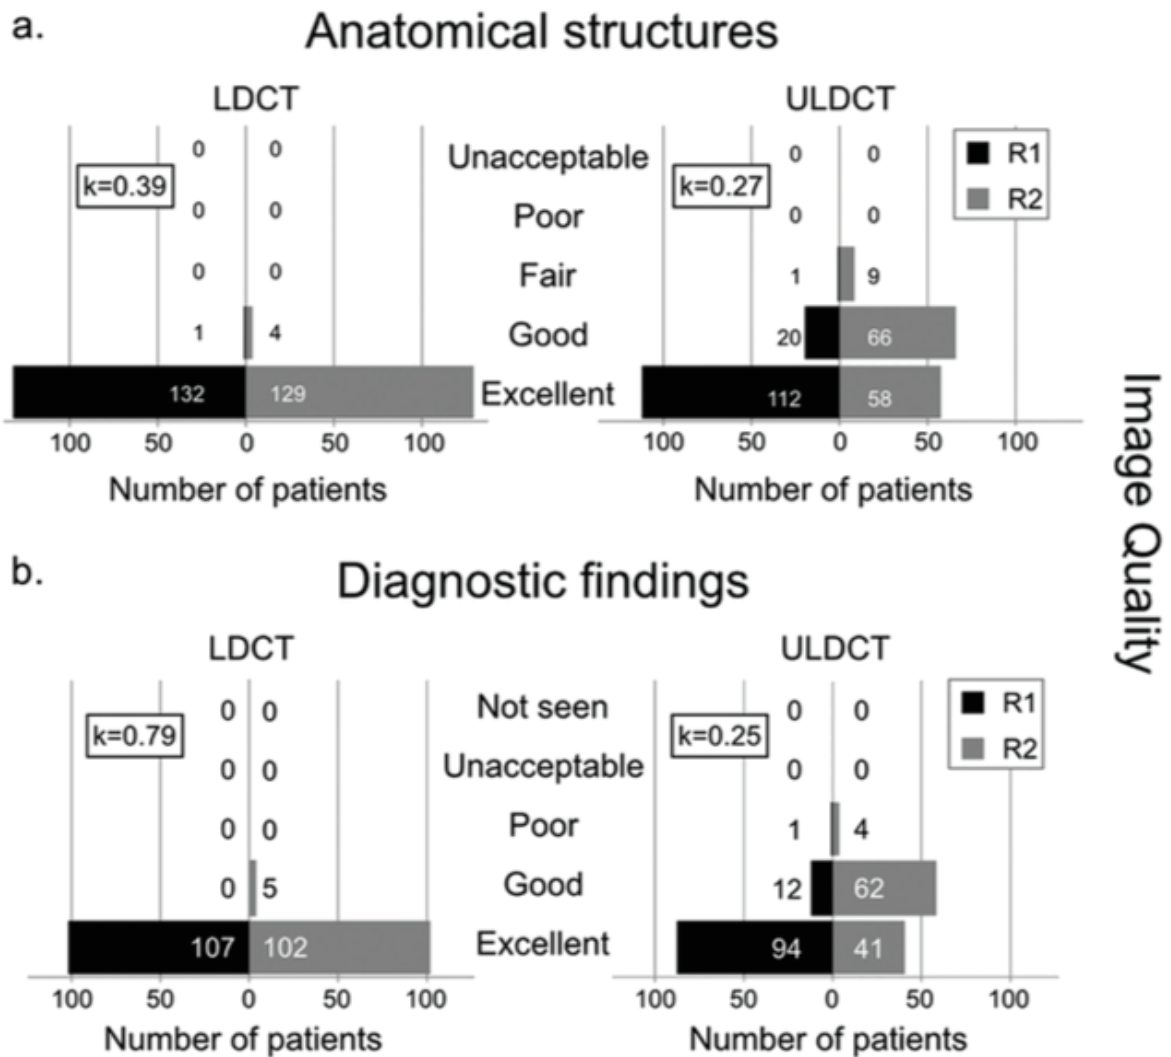 a.
Anatomical structures
LDCT
ULDCT
0 0 Unacceptable 0 0
R1
k=0.39
k=0.27
R2
0 0 Poor 0 0
0 0 Fair 1 9
1 4 Good 20 66
132 129 Excellent 112 58
100 50 0 50 100
100 50 0 50 100
Number of patients
Number of patients
Image Quality
b.
Diagnostic findings
LDCT
ULDCT
0 0 Not seen 0 0
R1
k=0.79
k=0.25
R2
0 0 Unacceptable 0 0
0 0 Poor 1 4
0 5 Good 12 62
107 102 Excellent 94 41
100 50 0 50 100
100 50 0 50 100
Number of patients
Number of patients